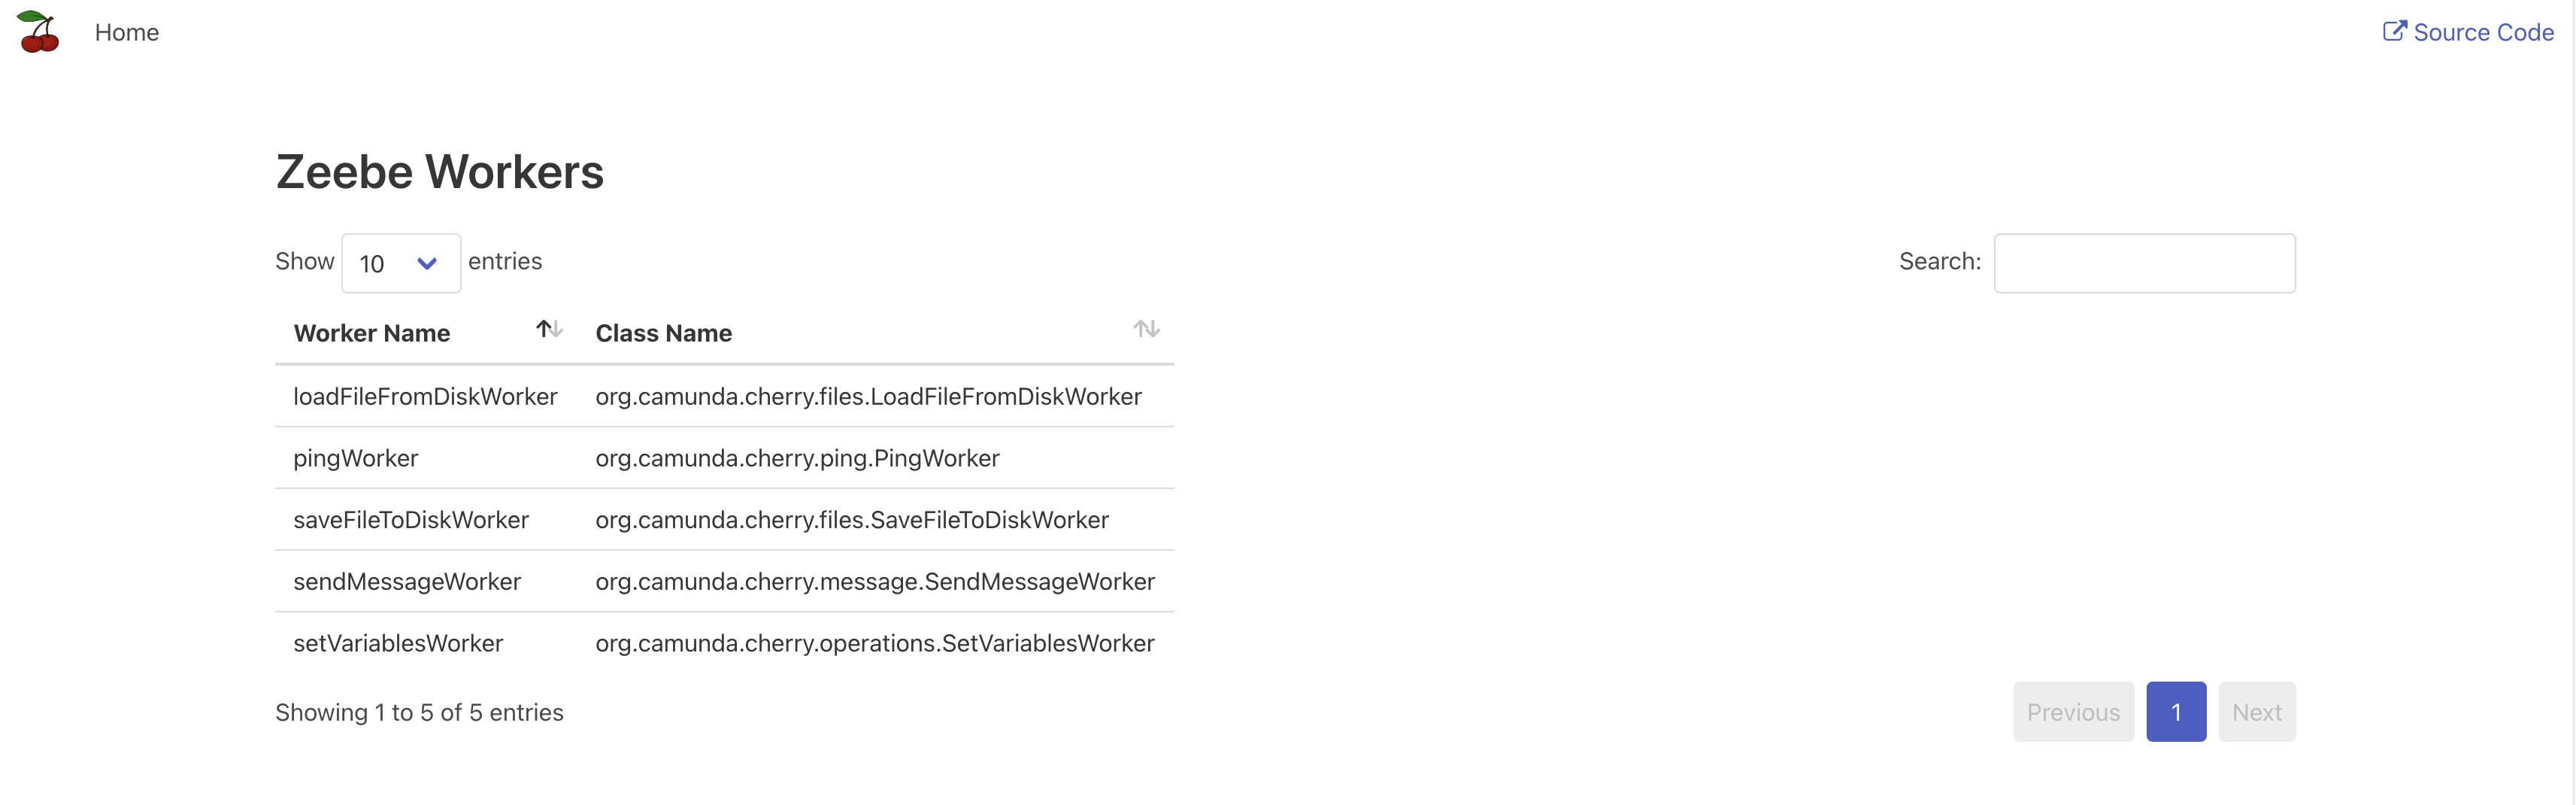 Home
Source Code
Zeebe Workers
Show 10 entries
Search:
Worker Name Class Name
loadFileFromDiskWorker org.camunda.cherry.files.LoadFileFromDiskWorker
pingWorker org.camunda.cherry.ping.PingWorker
saveFileToDiskWorker org.camunda.cherry.files.SaveFileToDiskWorker
sendMessageWorker org.camunda.cherry.message.SendMessageWorker
setVariablesWorker org.camunda.cherry.operations.SetVariablesWorker
Showing 1 to 5 of 5 entries
Previous 1 Next